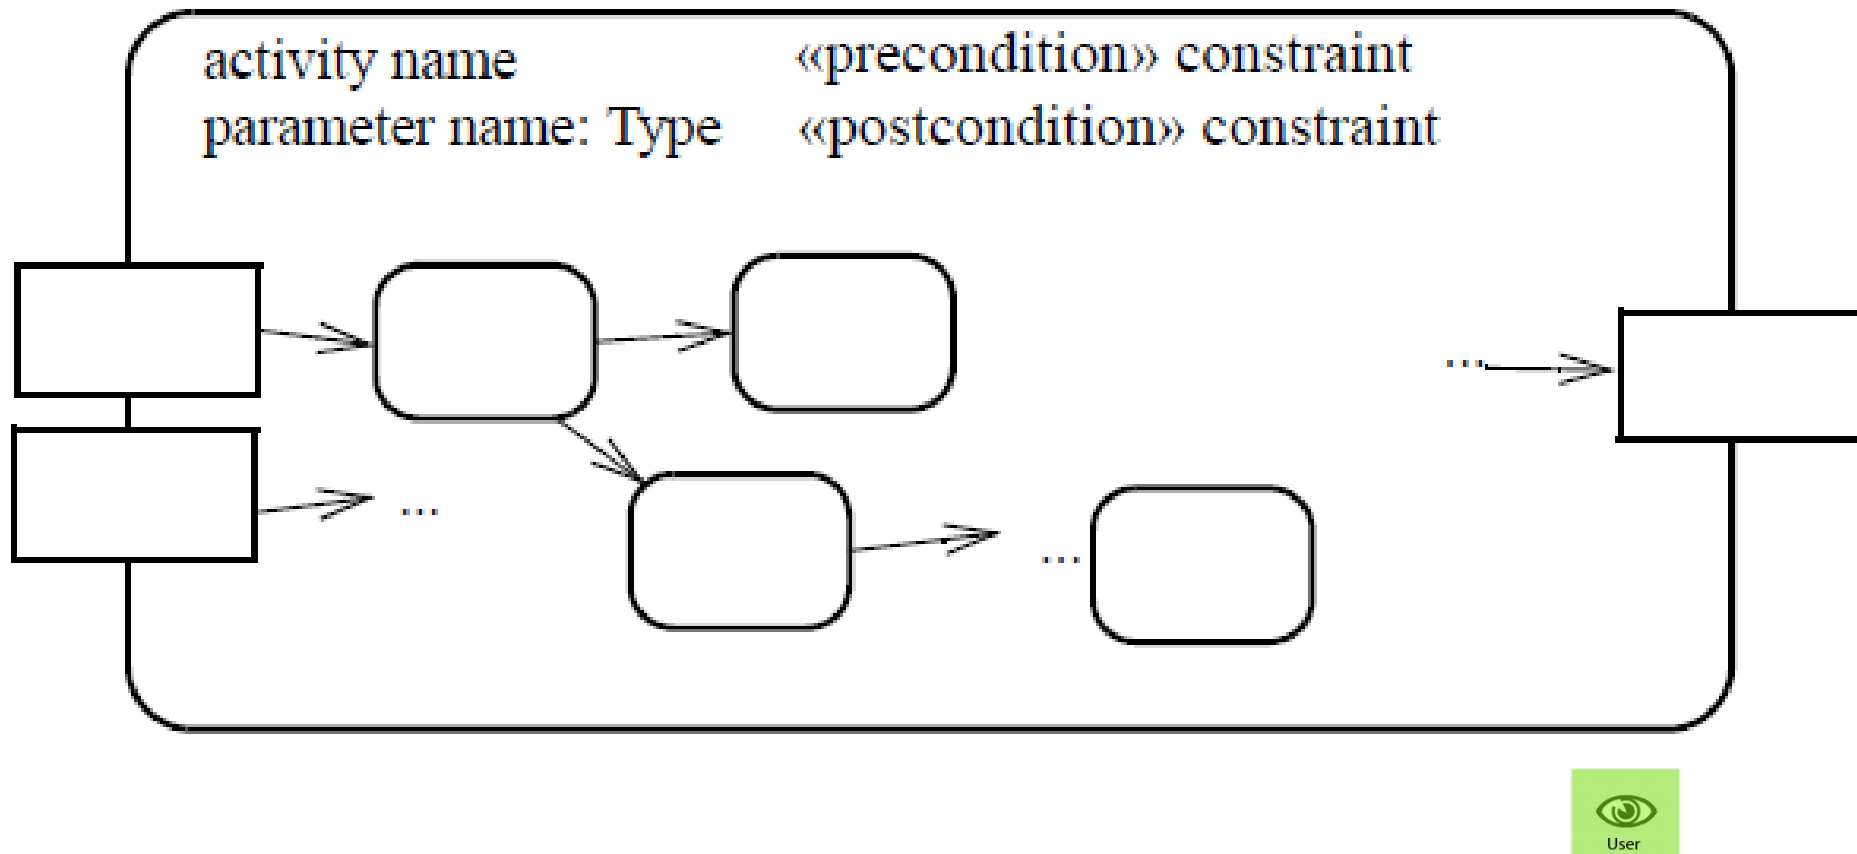 activity name
«precondition» constraint
parameter name: Type
«postcondition» constraint
...
...
...
User